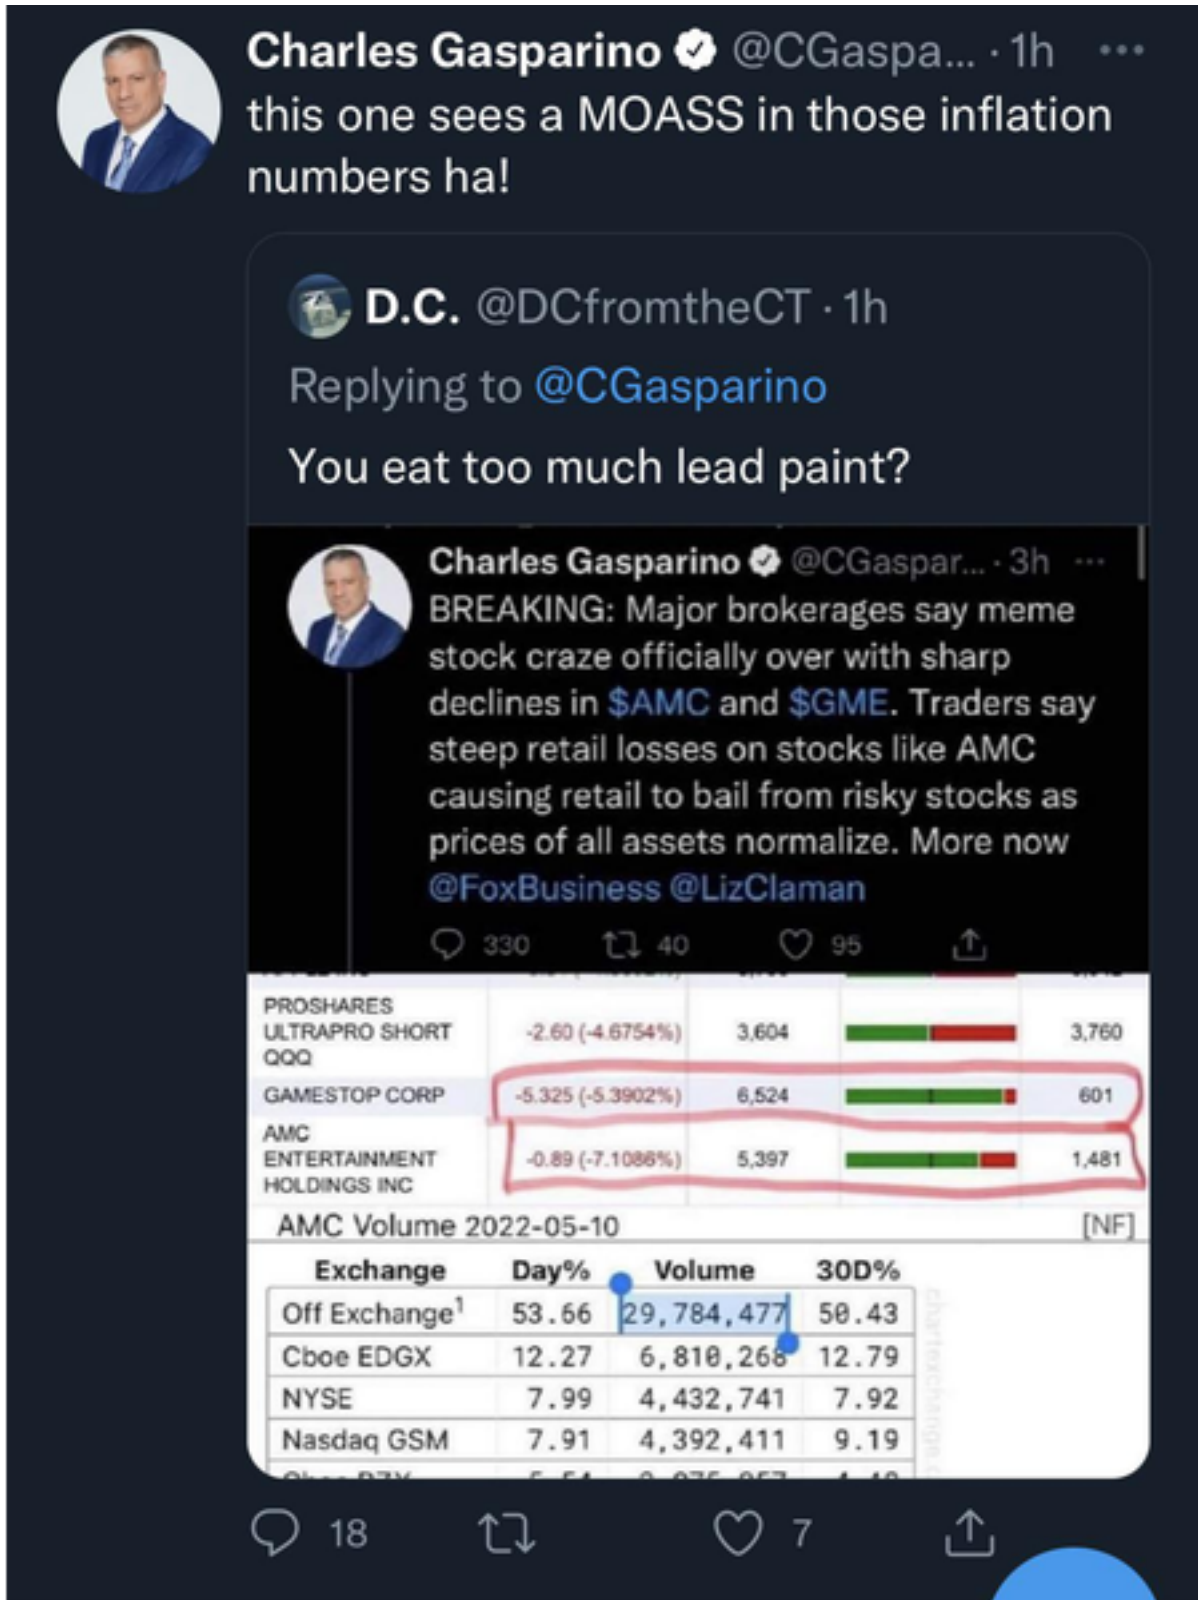 Charles Gasparino @CGaspa... · 1h ...
this one sees a MOASS in those inflation
numbers ha!
D.C. @DCfromtheCT · 1h
Replying to @CGasparino
You eat too much lead paint?
Charles Gasparino @CGaspar... · 3h ...
BREAKING: Major brokerages say meme
stock craze officially over with sharp
declines in $AMC and $GME. Traders say
steep retail losses on stocks like AMC
causing retail to bail from risky stocks as
prices of all assets normalize. More now
@FoxBusiness @LizClaman
330 40 95
PROSHARES
ULTRAPRO SHORT -2.60 (-4.6754%) 3,604 3,760
QQQ
GAMESTOP CORP -5.325 (-5.3902%) 6,524 601
AMC
ENTERTAINMENT -0.89 (-7.1086%) 5,397 1,481
HOLDINGS INC
AMC Volume 2022-05-10 [NF]
Exchange Day% Volume 30D%
Off Exchange¹ 53.66 29,784,477 50.43
Cboe EDGX 12.27 6,810,268 12.79
NYSE 7.99 4,432,741 7.92
Nasdaq GSM 7.91 4,392,411 9.19
18 7